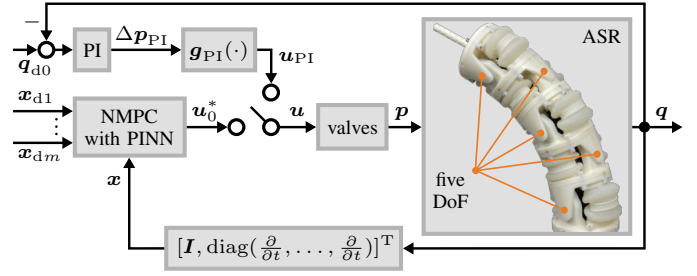 −
q_d0
PI
Δp_PI
g_PI(·)
u_PI
ASR
x_d1
⋮
x_dm
NMPC
with PINN
u_0^*
u
valves
p
q
five
DoF
x
[I, diag(∂/∂t, . . . , ∂/∂t)]^T